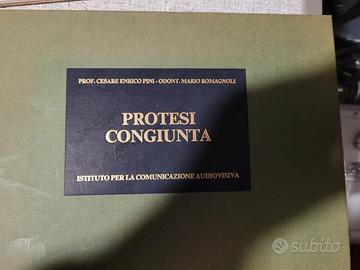 PROF. CESARE ENRICO PINI - ODONT. MARIO ROMAGNOLI
PROTESI
CONGIUNTA
ISTITUTO PER LA COMUNICAZIONE AUDIOVISIVA
subito